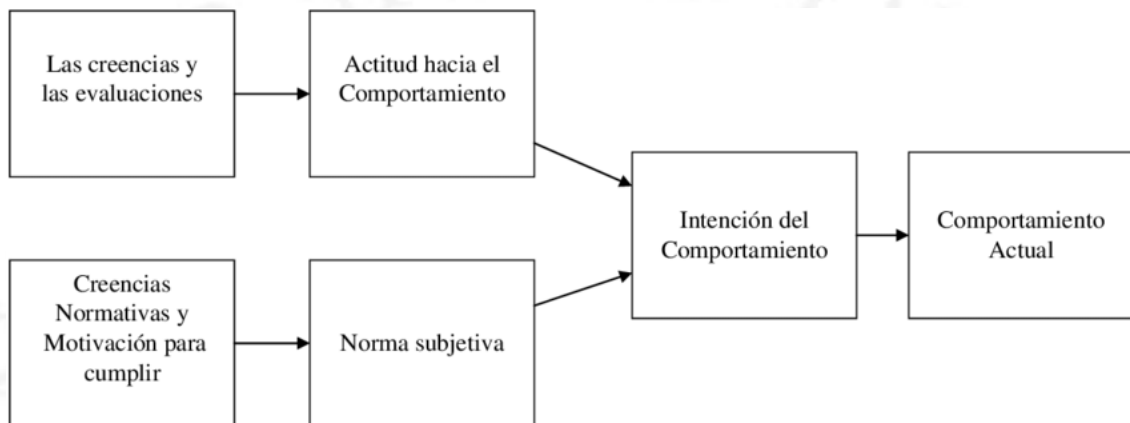 Las creencias y
las evaluaciones
Actitud hacia el
Comportamiento
Creencias
Normativas y
Motivación para
cumplir
Norma subjetiva
Intención del
Comportamiento
Comportamiento
Actual